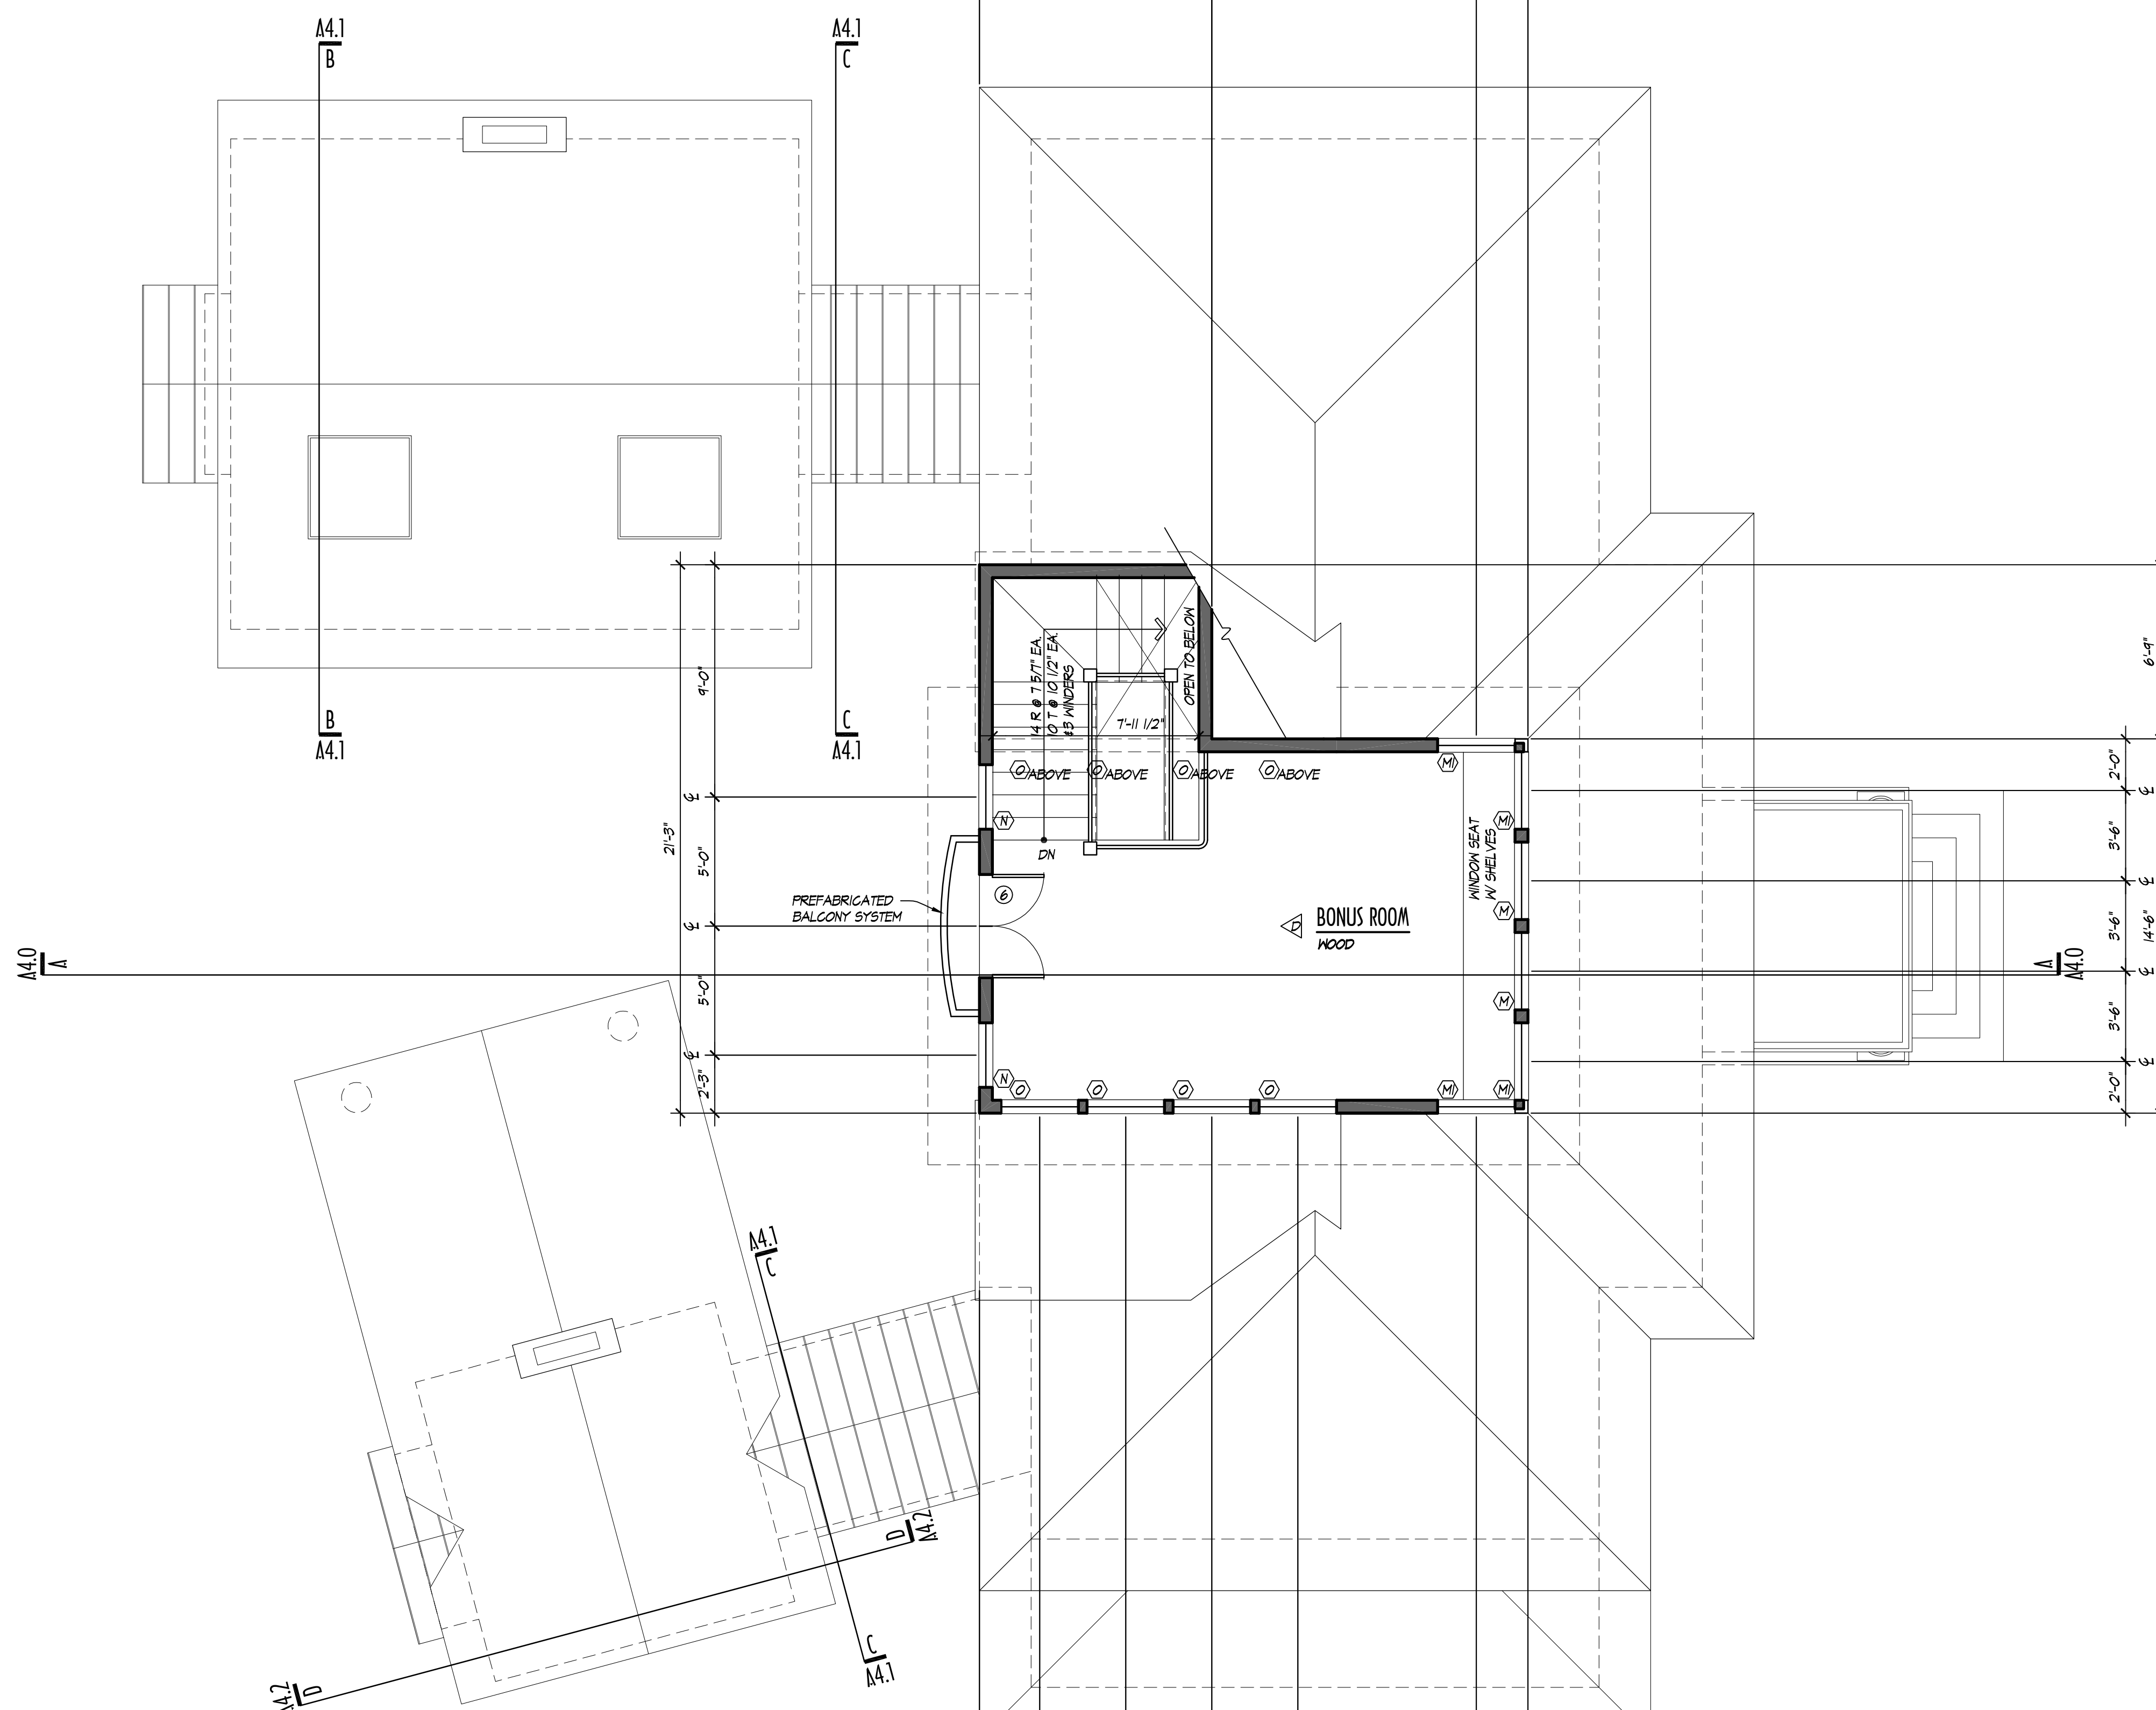 A4.1
B
A4.1
C
B
A4.1
C
A4.1
9'-0"
21'-3"
5'-0"
5'-0"
2'-3"
14 R @ 7 5/7" EA.
10 T @ 10 1/2" EA.
+3 WINDERS
OPEN TO BELOW
7'-11 1/2"
O ABOVE
O ABOVE
O ABOVE
O ABOVE
M1
N
DN
6
PREFABRICATED
BALCONY SYSTEM
D
BONUS ROOM
WOOD
WINDOW SEAT
W/ SHELVES
M1
M
M
M1
M1
N
O
O
O
O
A4.0
A
A
A4.0
6'-9"
2'-0"
3'-6"
3'-6"
14'-6"
3'-6"
2'-0"
A4.1
C
C
A4.1
D
A4.2
A4.2
D